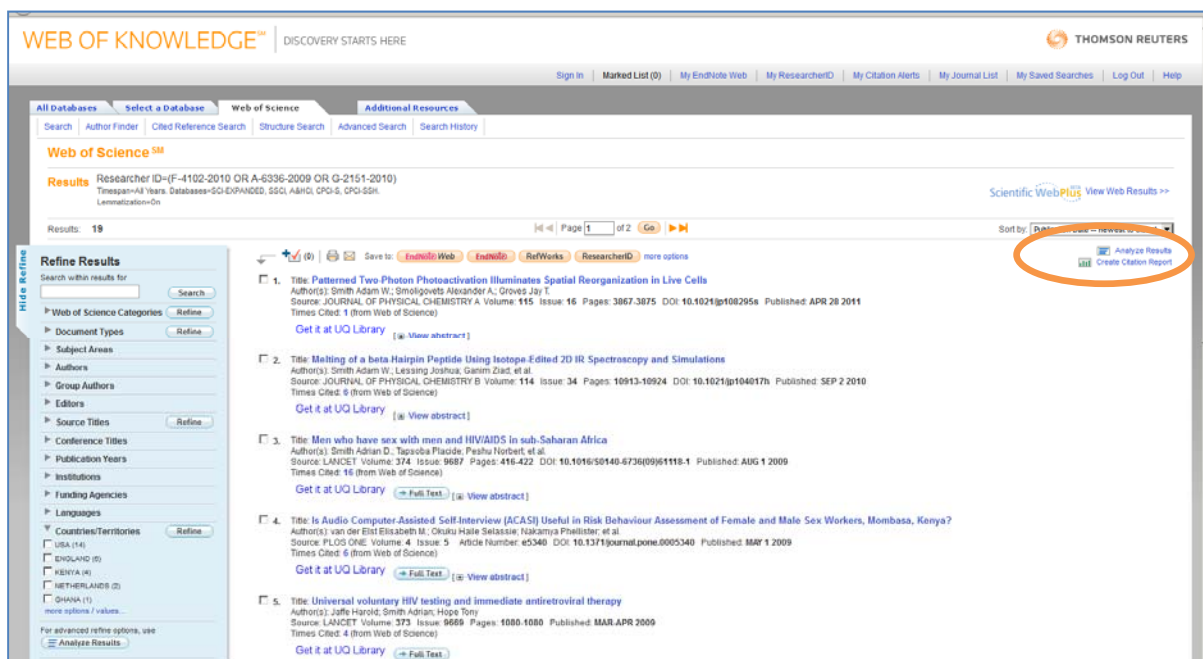 WEB OF KNOWLEDGE℠ DISCOVERY STARTS HERE
THOMSON REUTERS
Sign In | Marked List (0) | My EndNote Web | My ResearcherID | My Citation Alerts | My Journal List | My Saved Searches | Log Out | Help
All Databases Select a Database Web of Science Additional Resources
Search | Author Finder | Cited Reference Search | Structure Search | Advanced Search | Search History
Web of Science ℠
Results Researcher ID=(F-4102-2010 OR A-6336-2009 OR G-2151-2010)
Timespan=All Years. Databases=SCI-EXPANDED, SSCI, A&HCI, CPCI-S, CPCI-SSH.
Lemmatization=On
Scientific WebPlus View Web Results >>
Results: 19 Page 1 of 2 Go Sort by:
Analyze Results
Create Citation Report
Hide Refine
Refine Results
Search within results for
Search
Web of Science Categories Refine
Document Types Refine
Subject Areas
Authors
Group Authors
Editors
Source Titles Refine
Conference Titles
Publication Years
Institutions
Funding Agencies
Languages
Countries/Territories Refine
USA (14)
ENGLAND (6)
KENYA (4)
NETHERLANDS (2)
GHANA (1)
more options / values...
For advanced refine options, use
Analyze Results
(0) | Save to: EndNote Web EndNote RefWorks ResearcherID more options
1. Title: Patterned Two-Photon Photoactivation Illuminates Spatial Reorganization in Live Cells
Author(s): Smith Adam W.; Smoligovets Alexander A.; Groves Jay T.
Source: JOURNAL OF PHYSICAL CHEMISTRY A Volume: 115 Issue: 16 Pages: 3867-3875 DOI: 10.1021/jp108295s Published: APR 28 2011
Times Cited: 1 (from Web of Science)
Get it at UQ Library [ View abstract ]
2. Title: Melting of a beta-Hairpin Peptide Using Isotope-Edited 2D IR Spectroscopy and Simulations
Author(s): Smith Adam W.; Lessing Joshua; Ganim Ziad; et al.
Source: JOURNAL OF PHYSICAL CHEMISTRY B Volume: 114 Issue: 34 Pages: 10913-10924 DOI: 10.1021/jp104017h Published: SEP 2 2010
Times Cited: 6 (from Web of Science)
Get it at UQ Library [ View abstract ]
3. Title: Men who have sex with men and HIV/AIDS in sub-Saharan Africa
Author(s): Smith Adrian D.; Tapsoba Placide; Peshu Norbert; et al.
Source: LANCET Volume: 374 Issue: 9687 Pages: 416-422 DOI: 10.1016/S0140-6736(09)61118-1 Published: AUG 1 2009
Times Cited: 16 (from Web of Science)
Get it at UQ Library Full Text [ View abstract ]
4. Title: Is Audio Computer-Assisted Self-Interview (ACASI) Useful in Risk Behaviour Assessment of Female and Male Sex Workers, Mombasa, Kenya?
Author(s): van der Elst Elisabeth M.; Okuku Haile Selassie; Nakamya Phellister; et al.
Source: PLOS ONE Volume: 4 Issue: 5 Article Number: e5340 DOI: 10.1371/journal.pone.0005340 Published: MAY 1 2009
Times Cited: 6 (from Web of Science)
Get it at UQ Library Full Text [ View abstract ]
5. Title: Universal voluntary HIV testing and immediate antiretroviral therapy
Author(s): Jaffe Harold; Smith Adrian; Hope Tony
Source: LANCET Volume: 373 Issue: 9669 Pages: 1080-1080 Published: MAR-APR 2009
Times Cited: 4 (from Web of Science)
Get it at UQ Library Full Text